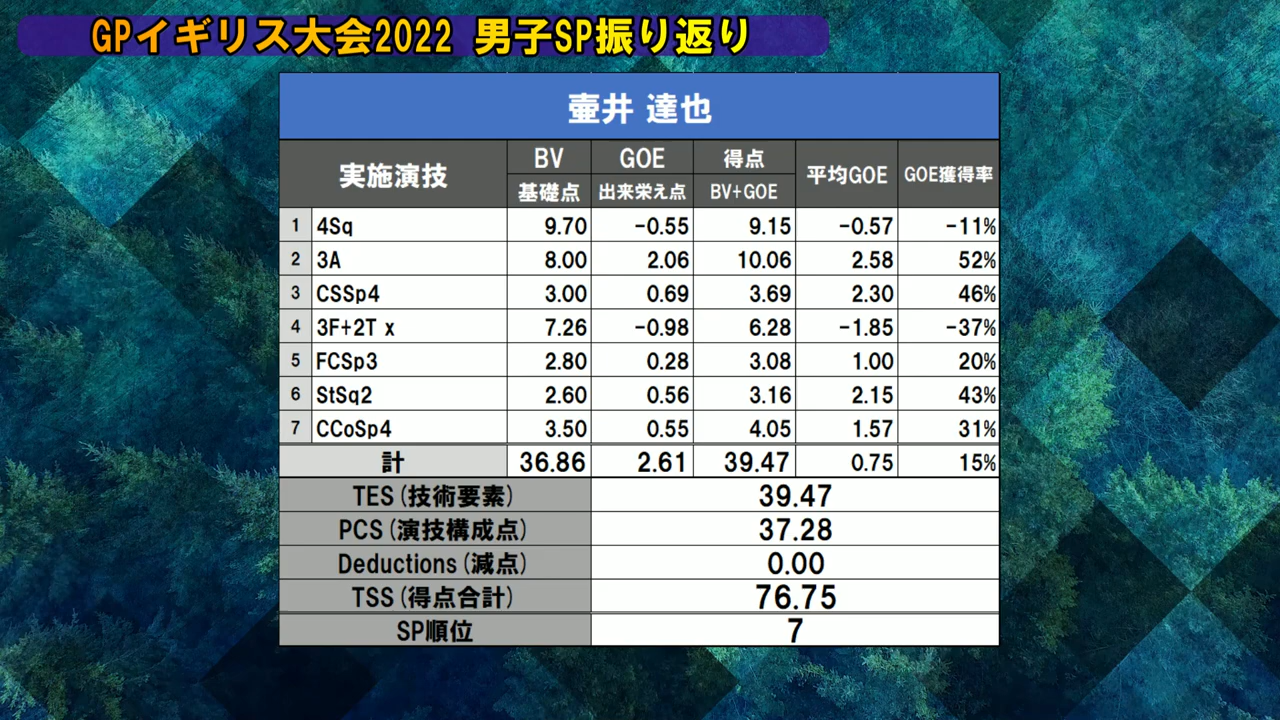 GPイギリス大会2022 男子SP振り返り
壷井 達也
実施演技 BV GOE 得点 平均GOE GOE獲得率
基礎点 出来栄え点 BV+GOE
1 4Sq 9.70 -0.55 9.15 -0.57 -11%
2 3A 8.00 2.06 10.06 2.58 52%
3 CSSp4 3.00 0.69 3.69 2.30 46%
4 3F+2T x 7.26 -0.98 6.28 -1.85 -37%
5 FCSp3 2.80 0.28 3.08 1.00 20%
6 StSq2 2.60 0.56 3.16 2.15 43%
7 CCoSp4 3.50 0.55 4.05 1.57 31%
計 36.86 2.61 39.47 0.75 15%
TES(技術要素) 39.47
PCS(演技構成点) 37.28
Deductions(減点) 0.00
TSS(得点合計) 76.75
SP順位 7